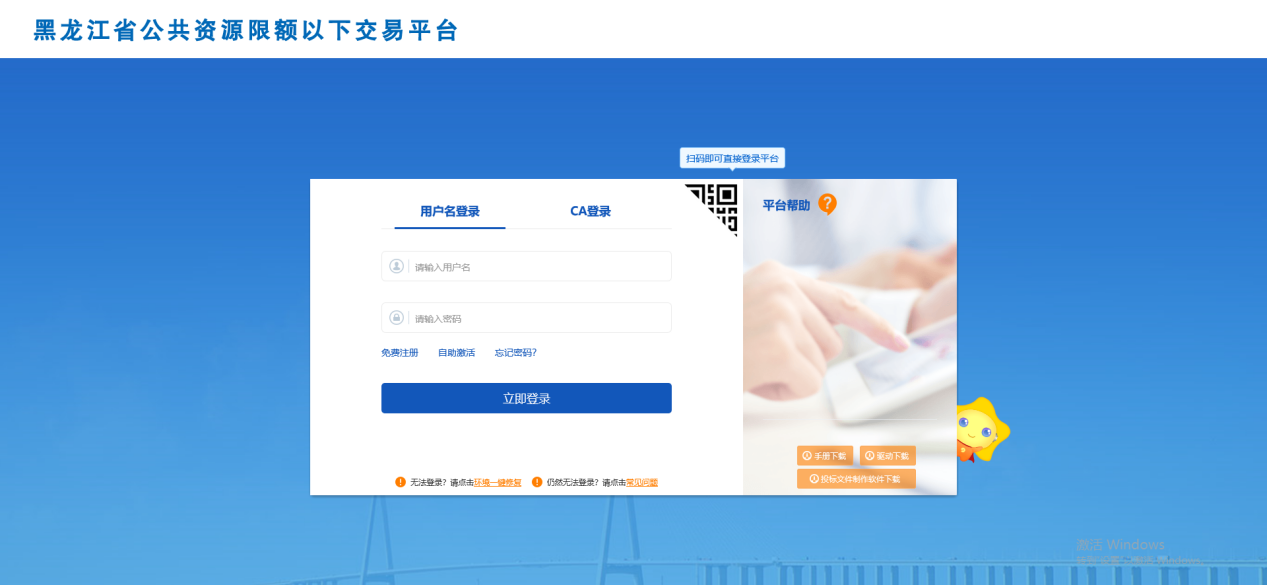 黑龙江省公共资源限额以下交易平台
扫码即可直接登录平台
用户名登录 CA登录
平台帮助
请输入用户名
请输入密码
免费注册 自助激活 忘记密码?
立即登录
手册下载 驱动下载
投标文件制作软件下载
无法登录? 请点击环境一键修复 仍然无法登录? 请点击常见问题
激活 Windows